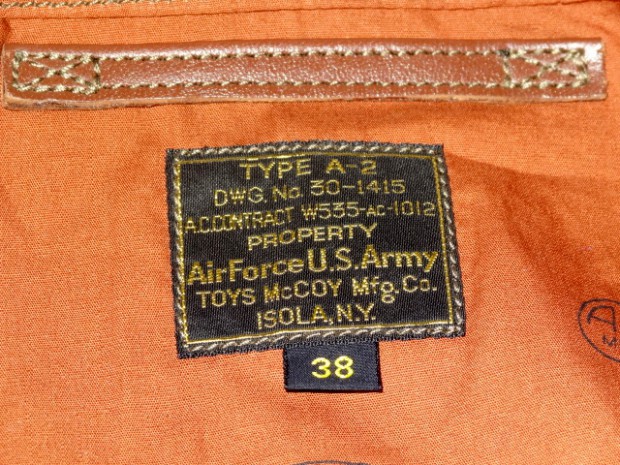 TYPE A-2
DWG. No. 30-1415
A.C.CONTRACT W535-AC-1012
PROPERTY
Air Force U.S. Army
TOYS McCOY Mfg. Co.
ISOLA, N.Y.
38
A
M